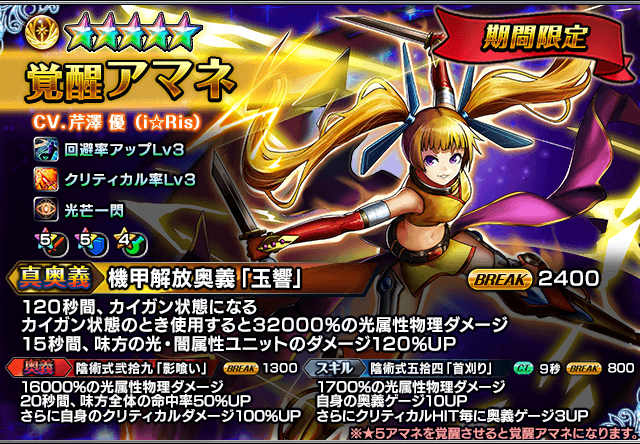 期間限定
覚醒アマネ
CV.芹澤 優（i☆Ris）
回避率アップLv3
クリティカル率Lv3
光芒一閃
5 5 4
真奥義 機甲解放奥義「玉響」 BREAK 2400
120秒間、カイガン状態になる
カイガン状態のとき使用すると32000%の光属性物理ダメージ
15秒間、味方の光・闇属性ユニットのダメージ120%UP
奥義 陰術式弐拾九「影喰い」 BREAK 1300
16000%の光属性物理ダメージ
20秒間、味方全体の命中率50%UP
さらに自身のクリティカルダメージ100%UP
スキル 陰術式五拾四「首刈り」 C.T. 9秒 BREAK 800
1700%の光属性物理ダメージ
自身の奥義ゲージ10UP
さらにクリティカルHIT毎に奥義ゲージ3UP
※★5アマネを覚醒させると覚醒アマネになります。